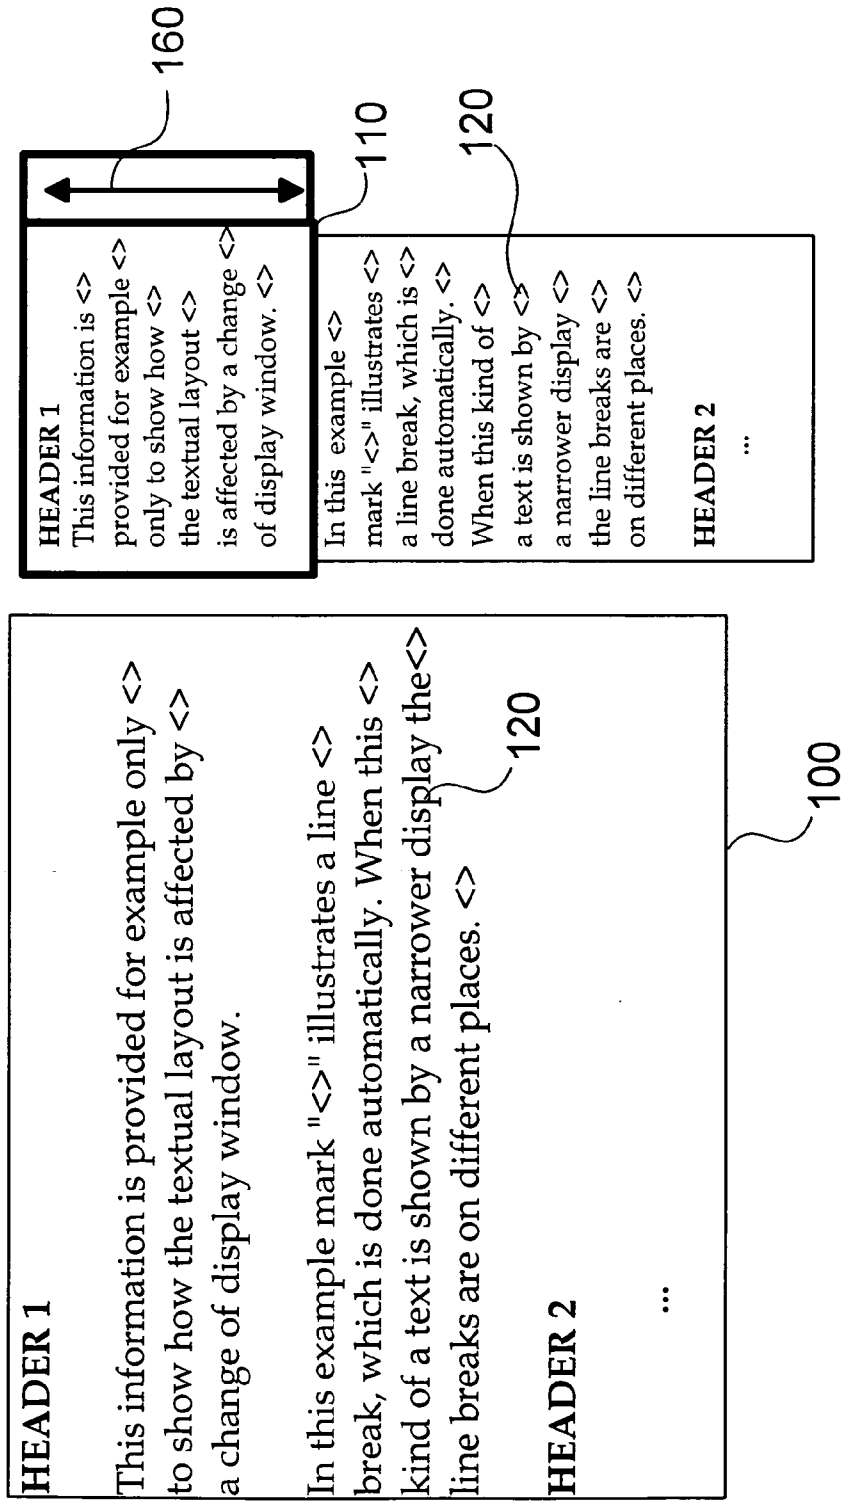 HEADER 1
This information is provided for example only <>
to show how the textual layout is affected by <>
a change of display window.
In this example mark "<>" illustrates a line <>
break, which is done automatically. When this <>
kind of a text is shown by a narrower display the<>
line breaks are on different places. <>
HEADER 2
...
120
100
HEADER 1
This information is <>
provided for example <>
only to show how <>
the textual layout <>
is affected by a change <>
of display window. <>
In this example <>
mark "<>" illustrates <>
a line break, which is <>
done automatically. <>
When this kind of <>
a text is shown by <>
a narrower display <>
the line breaks are <>
on different places. <>
HEADER 2
...
160
110
120